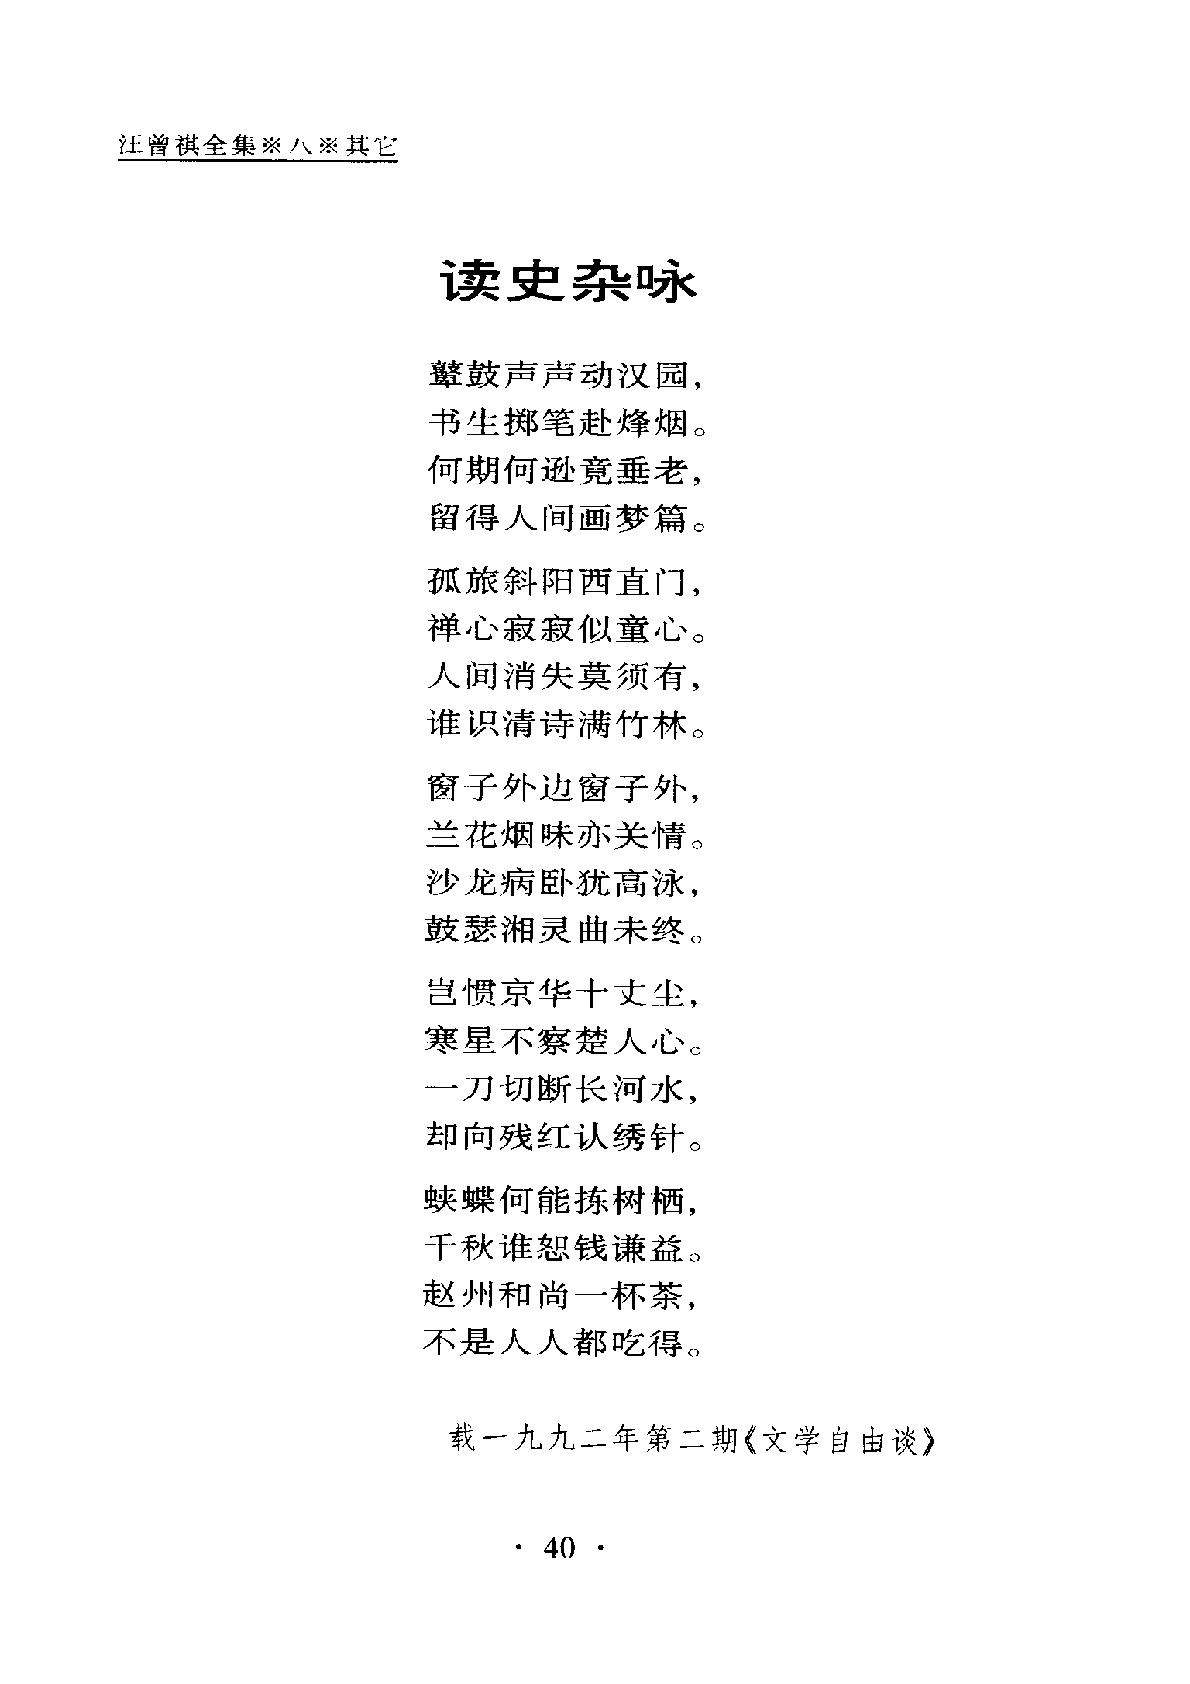 汪曾祺全集※八※其它
读史杂咏
鼙鼓声声动汉园，
书生掷笔赴烽烟。
何期何逊竟垂老，
留得人间画梦篇。
孤旅斜阳西直门，
禅心寂寂似童心。
人间消失莫须有，
谁识清诗满竹林。
窗子外边窗子外，
兰花烟味亦关情。
沙龙病卧犹高泳，
鼓瑟湘灵曲未终。
岂惯京华十丈尘，
寒星不察楚人心。
一刀切断长河水，
却向残红认绣针。
蛱蝶何能拣树栖，
千秋谁恕钱谦益。
赵州和尚一杯茶，
不是人人都吃得。
载一九九二年第二期《文学自由谈》
· 40 ·